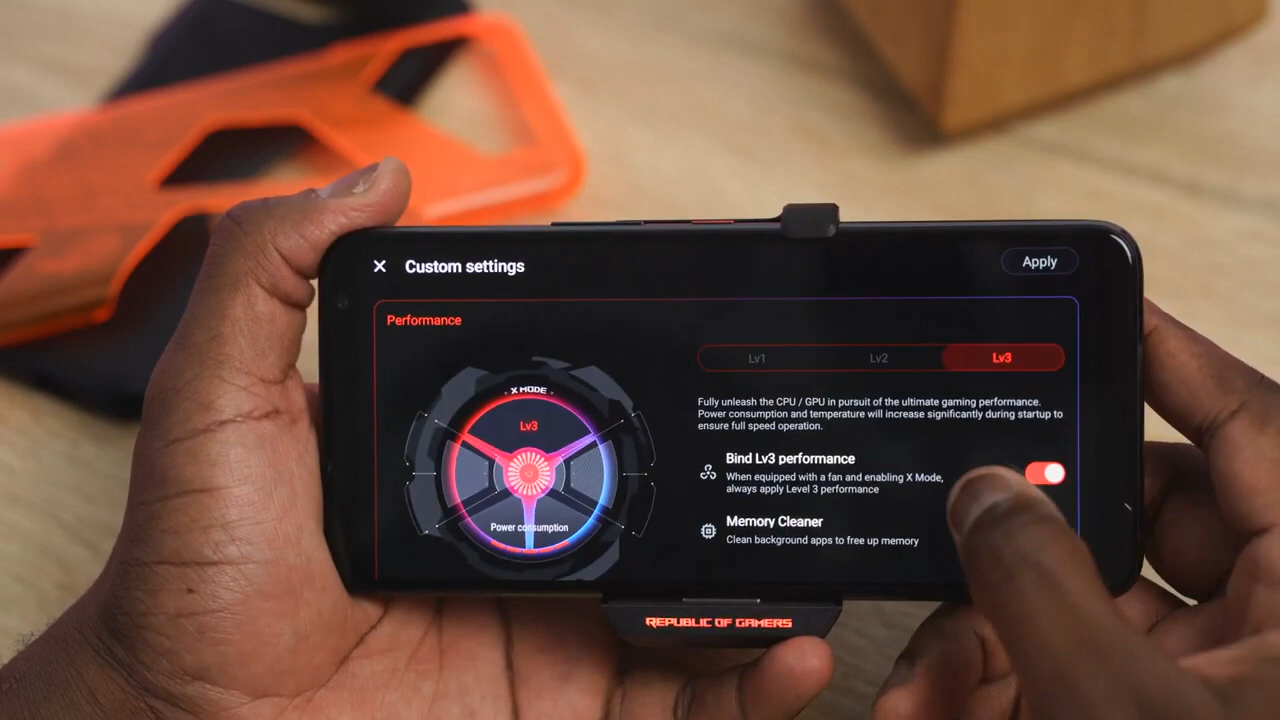 Custom settings
Apply
Performance
X MODE
Lv3
Power consumption
Lv1
Lv2
Lv3
Fully unleash the CPU / GPU in pursuit of the ultimate gaming performance.
Power consumption and temperature will increase significantly during startup to
ensure full speed operation.
Bind Lv3 performance
When equipped with a fan and enabling X Mode,
always apply Level 3 performance
Memory Cleaner
Clean background apps to free up memory
REPUBLIC OF GAMERS